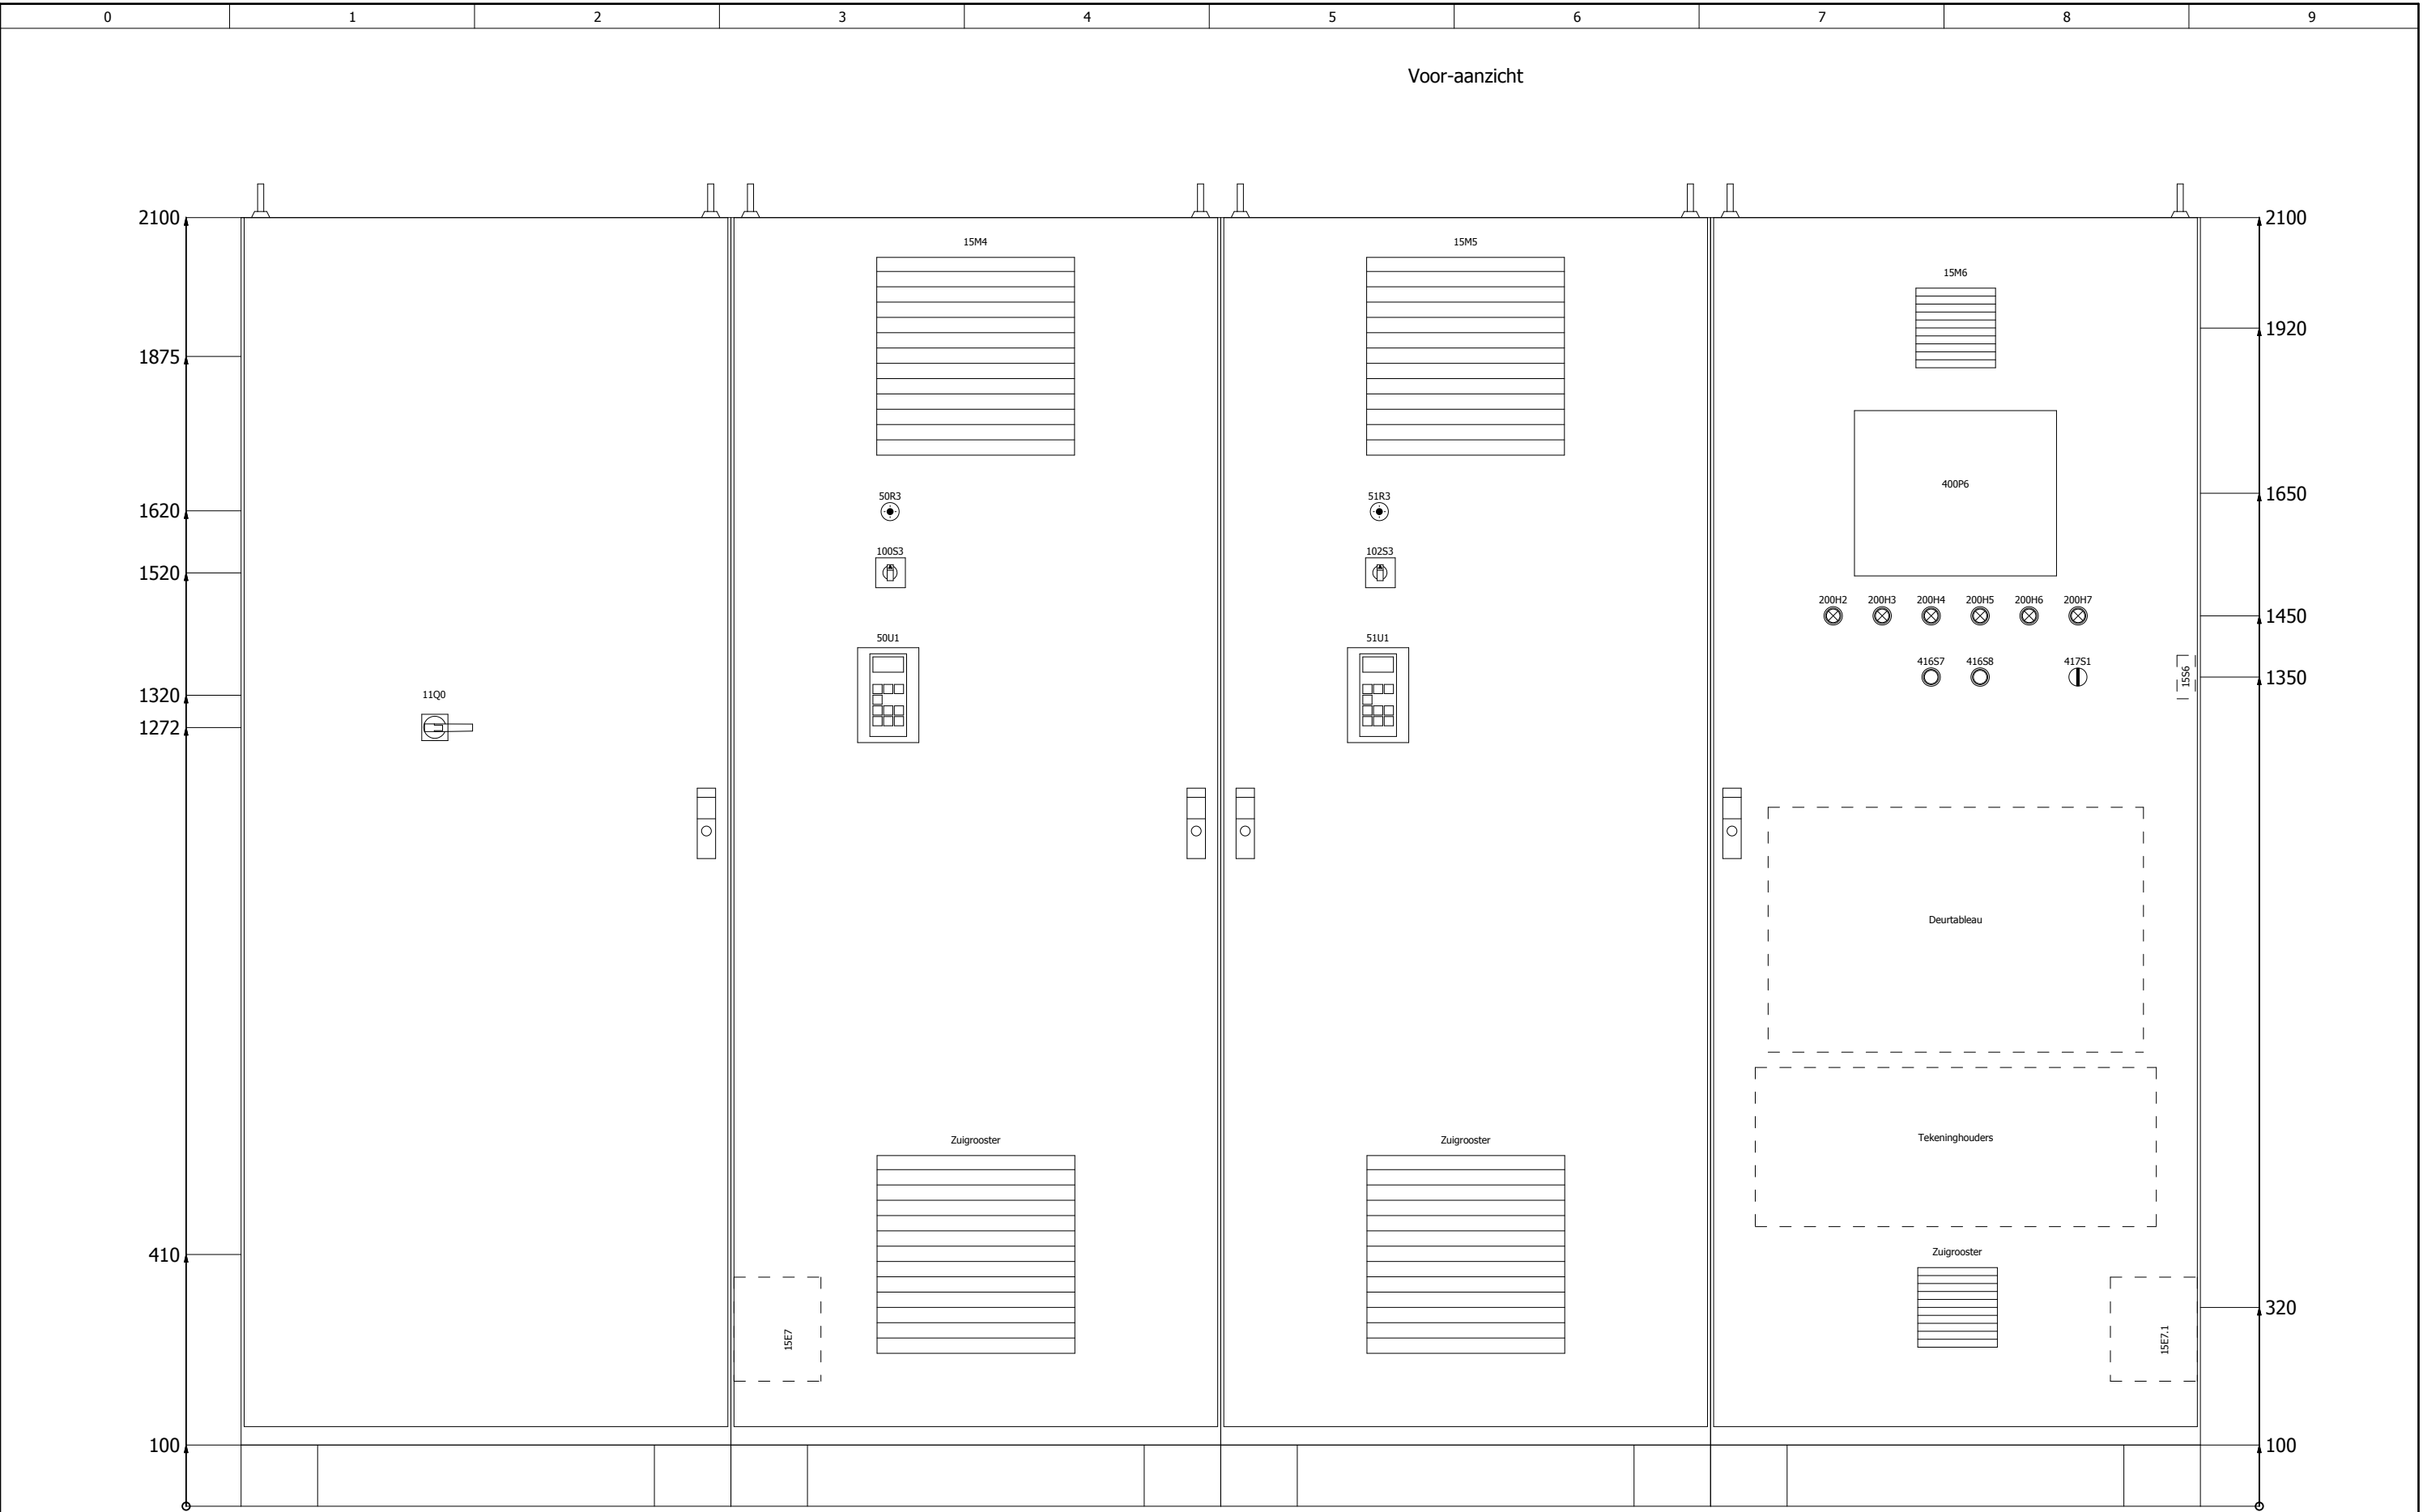 0 1 2 3 4 5 6 7 8 9
Voor-aanzicht
2100
2100
15M4
15M5
15M6
1920
1875
400P6
1650
50R3
51R3
1620
100S3
102S3
1520
200H2 200H3 200H4 200H5 200H6 200H7
1450
50U1
51U1
416S7 416S8 417S1
15S6
1350
1320
11Q0
1272
Deurtableau
Zuigrooster
Zuigrooster
Tekeninghouders
410
Zuigrooster
320
15E7
15E7.1
100
100